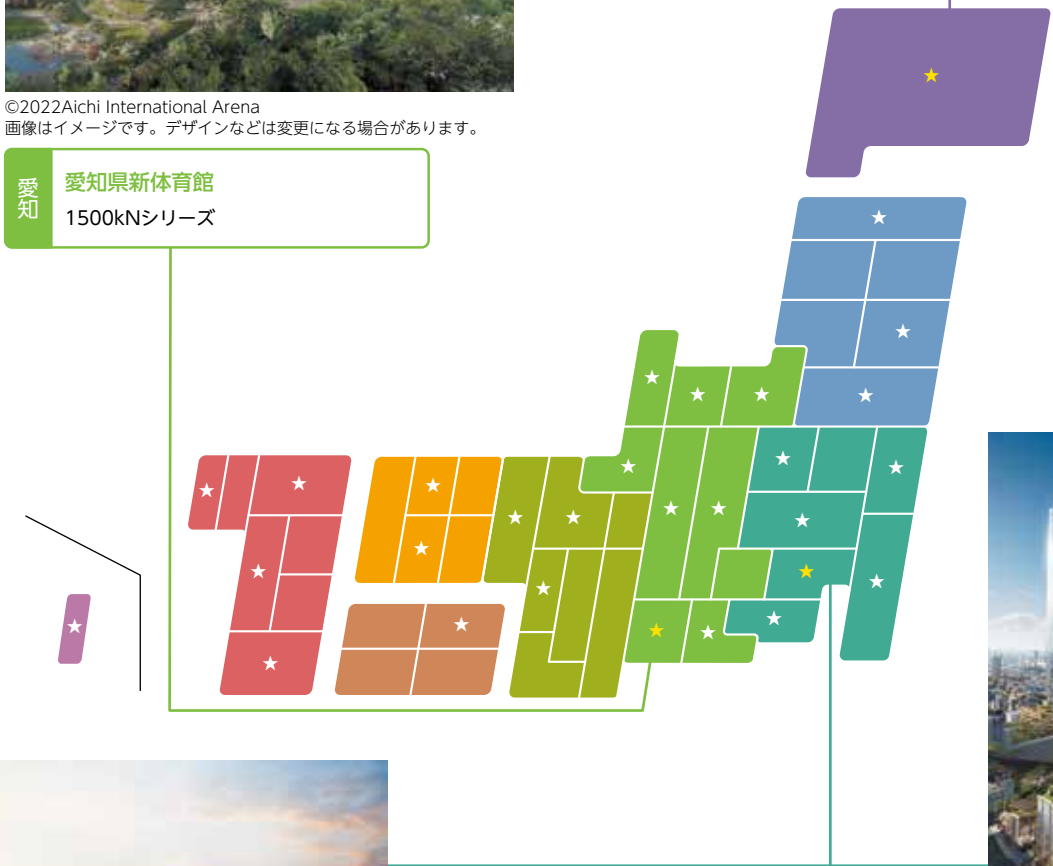 ©2022Aichi International Arena
画像はイメージです。デザインなどは変更になる場合があります。
愛知
愛知県新体育館
1500kNシリーズ